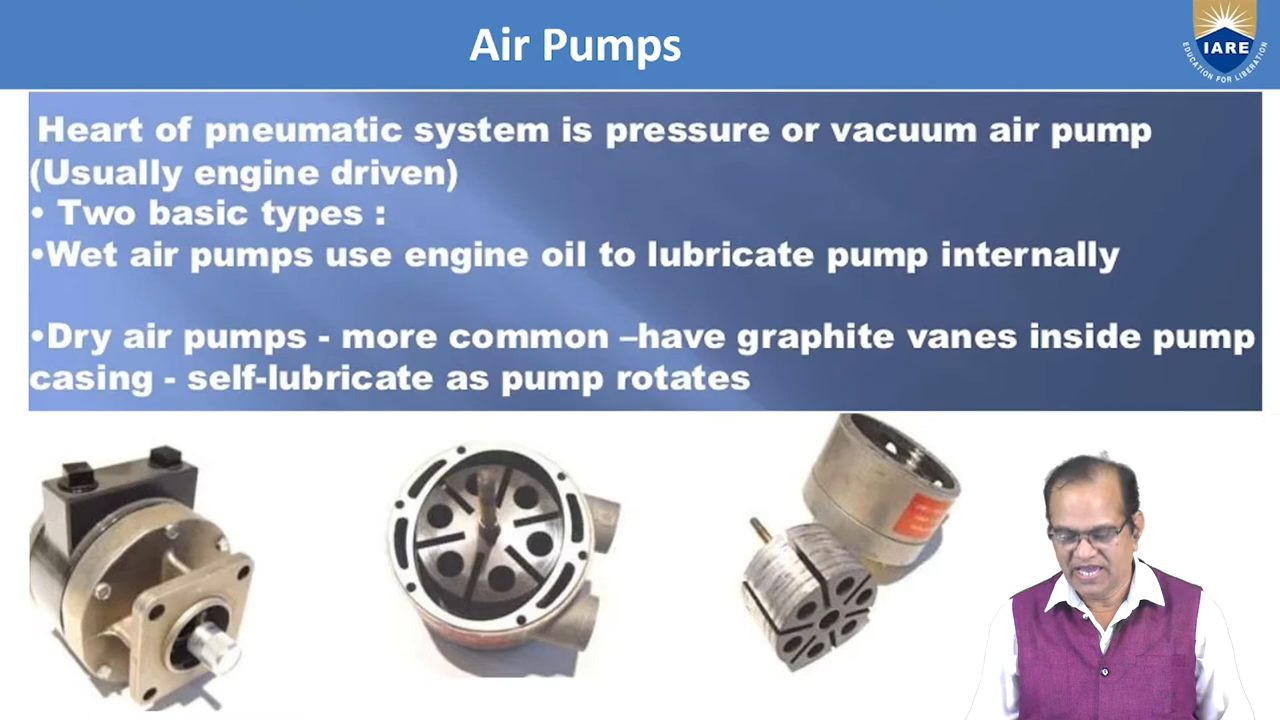 Air Pumps
IARE
EDUCATION FOR LIBERATION
Heart of pneumatic system is pressure or vacuum air pump
(Usually engine driven)
• Two basic types :
•Wet air pumps use engine oil to lubricate pump internally
•Dry air pumps - more common –have graphite vanes inside pump
casing - self-lubricate as pump rotates